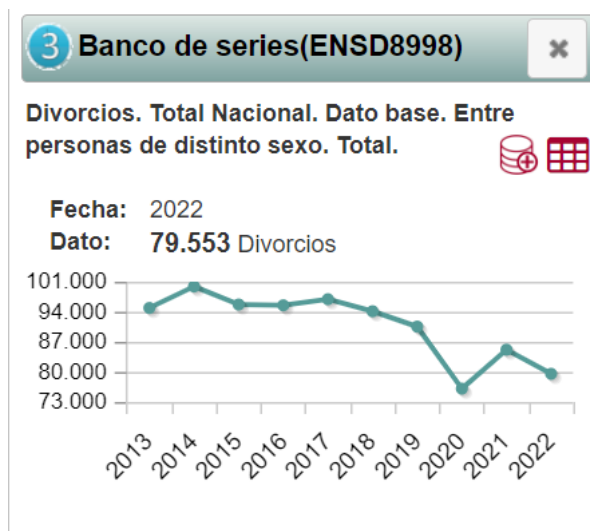 3 Banco de series(ENSD8998)
Divorcios. Total Nacional. Dato base. Entre
personas de distinto sexo. Total.
Fecha: 2022
Dato: 79.553 Divorcios
101.000
94.000
87.000
80.000
73.000
2013 2014 2015 2016 2017 2018 2019 2020 2021 2022